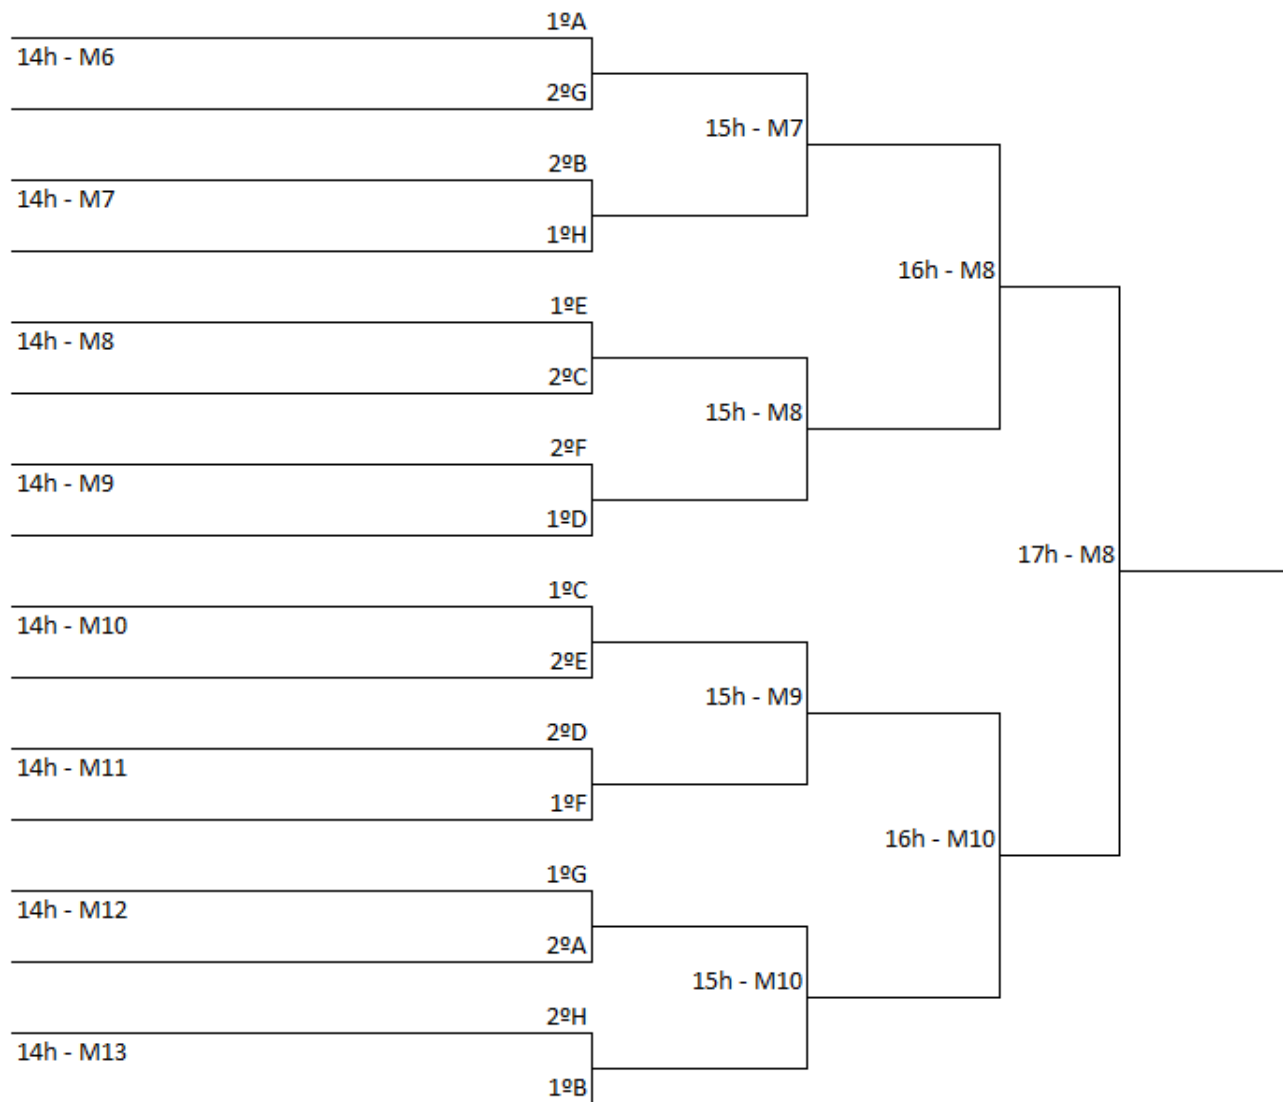 1ºA
14h - M6
2ºG
15h - M7
2ºB
14h - M7
1ºH
16h - M8
1ºE
14h - M8
2ºC
15h - M8
2ºF
14h - M9
1ºD
17h - M8
1ºC
14h - M10
2ºE
15h - M9
2ºD
14h - M11
1ºF
16h - M10
1ºG
14h - M12
2ºA
15h - M10
2ºH
14h - M13
1ºB